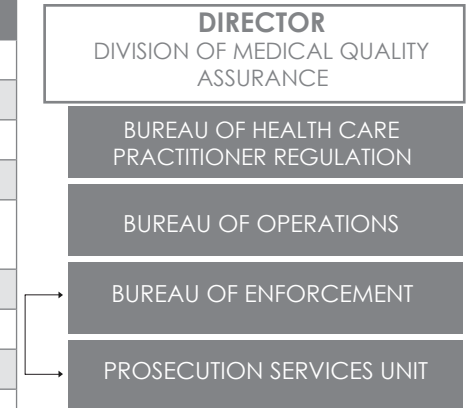 DIRECTOR
DIVISION OF MEDICAL QUALITY
ASSURANCE
BUREAU OF HEALTH CARE
PRACTITIONER REGULATION
BUREAU OF OPERATIONS
BUREAU OF ENFORCEMENT
PROSECUTION SERVICES UNIT